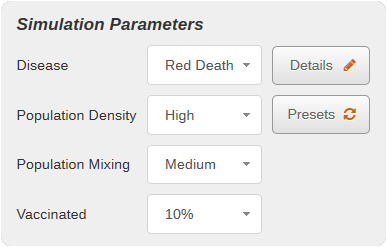 Simulation Parameters
Disease Red Death Details
Population Density High Presets
Population Mixing Medium
Vaccinated 10%